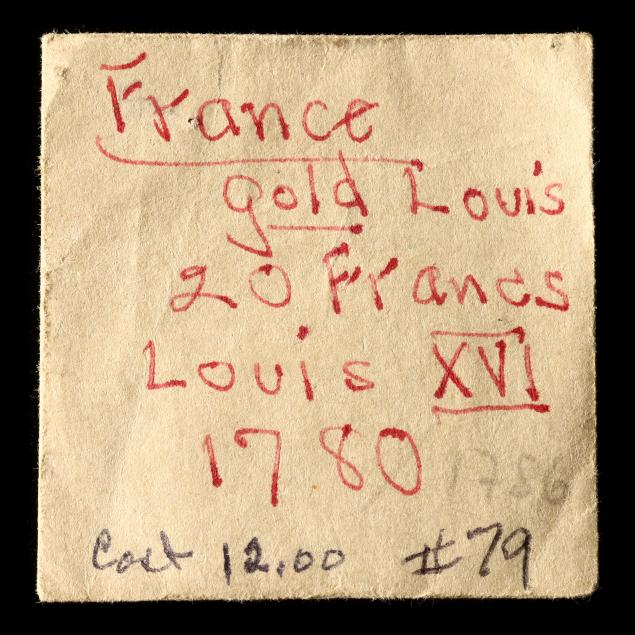 France
gold Louis
20 Francs
Louis XVI
1780
1786
Cost 12.00 #79